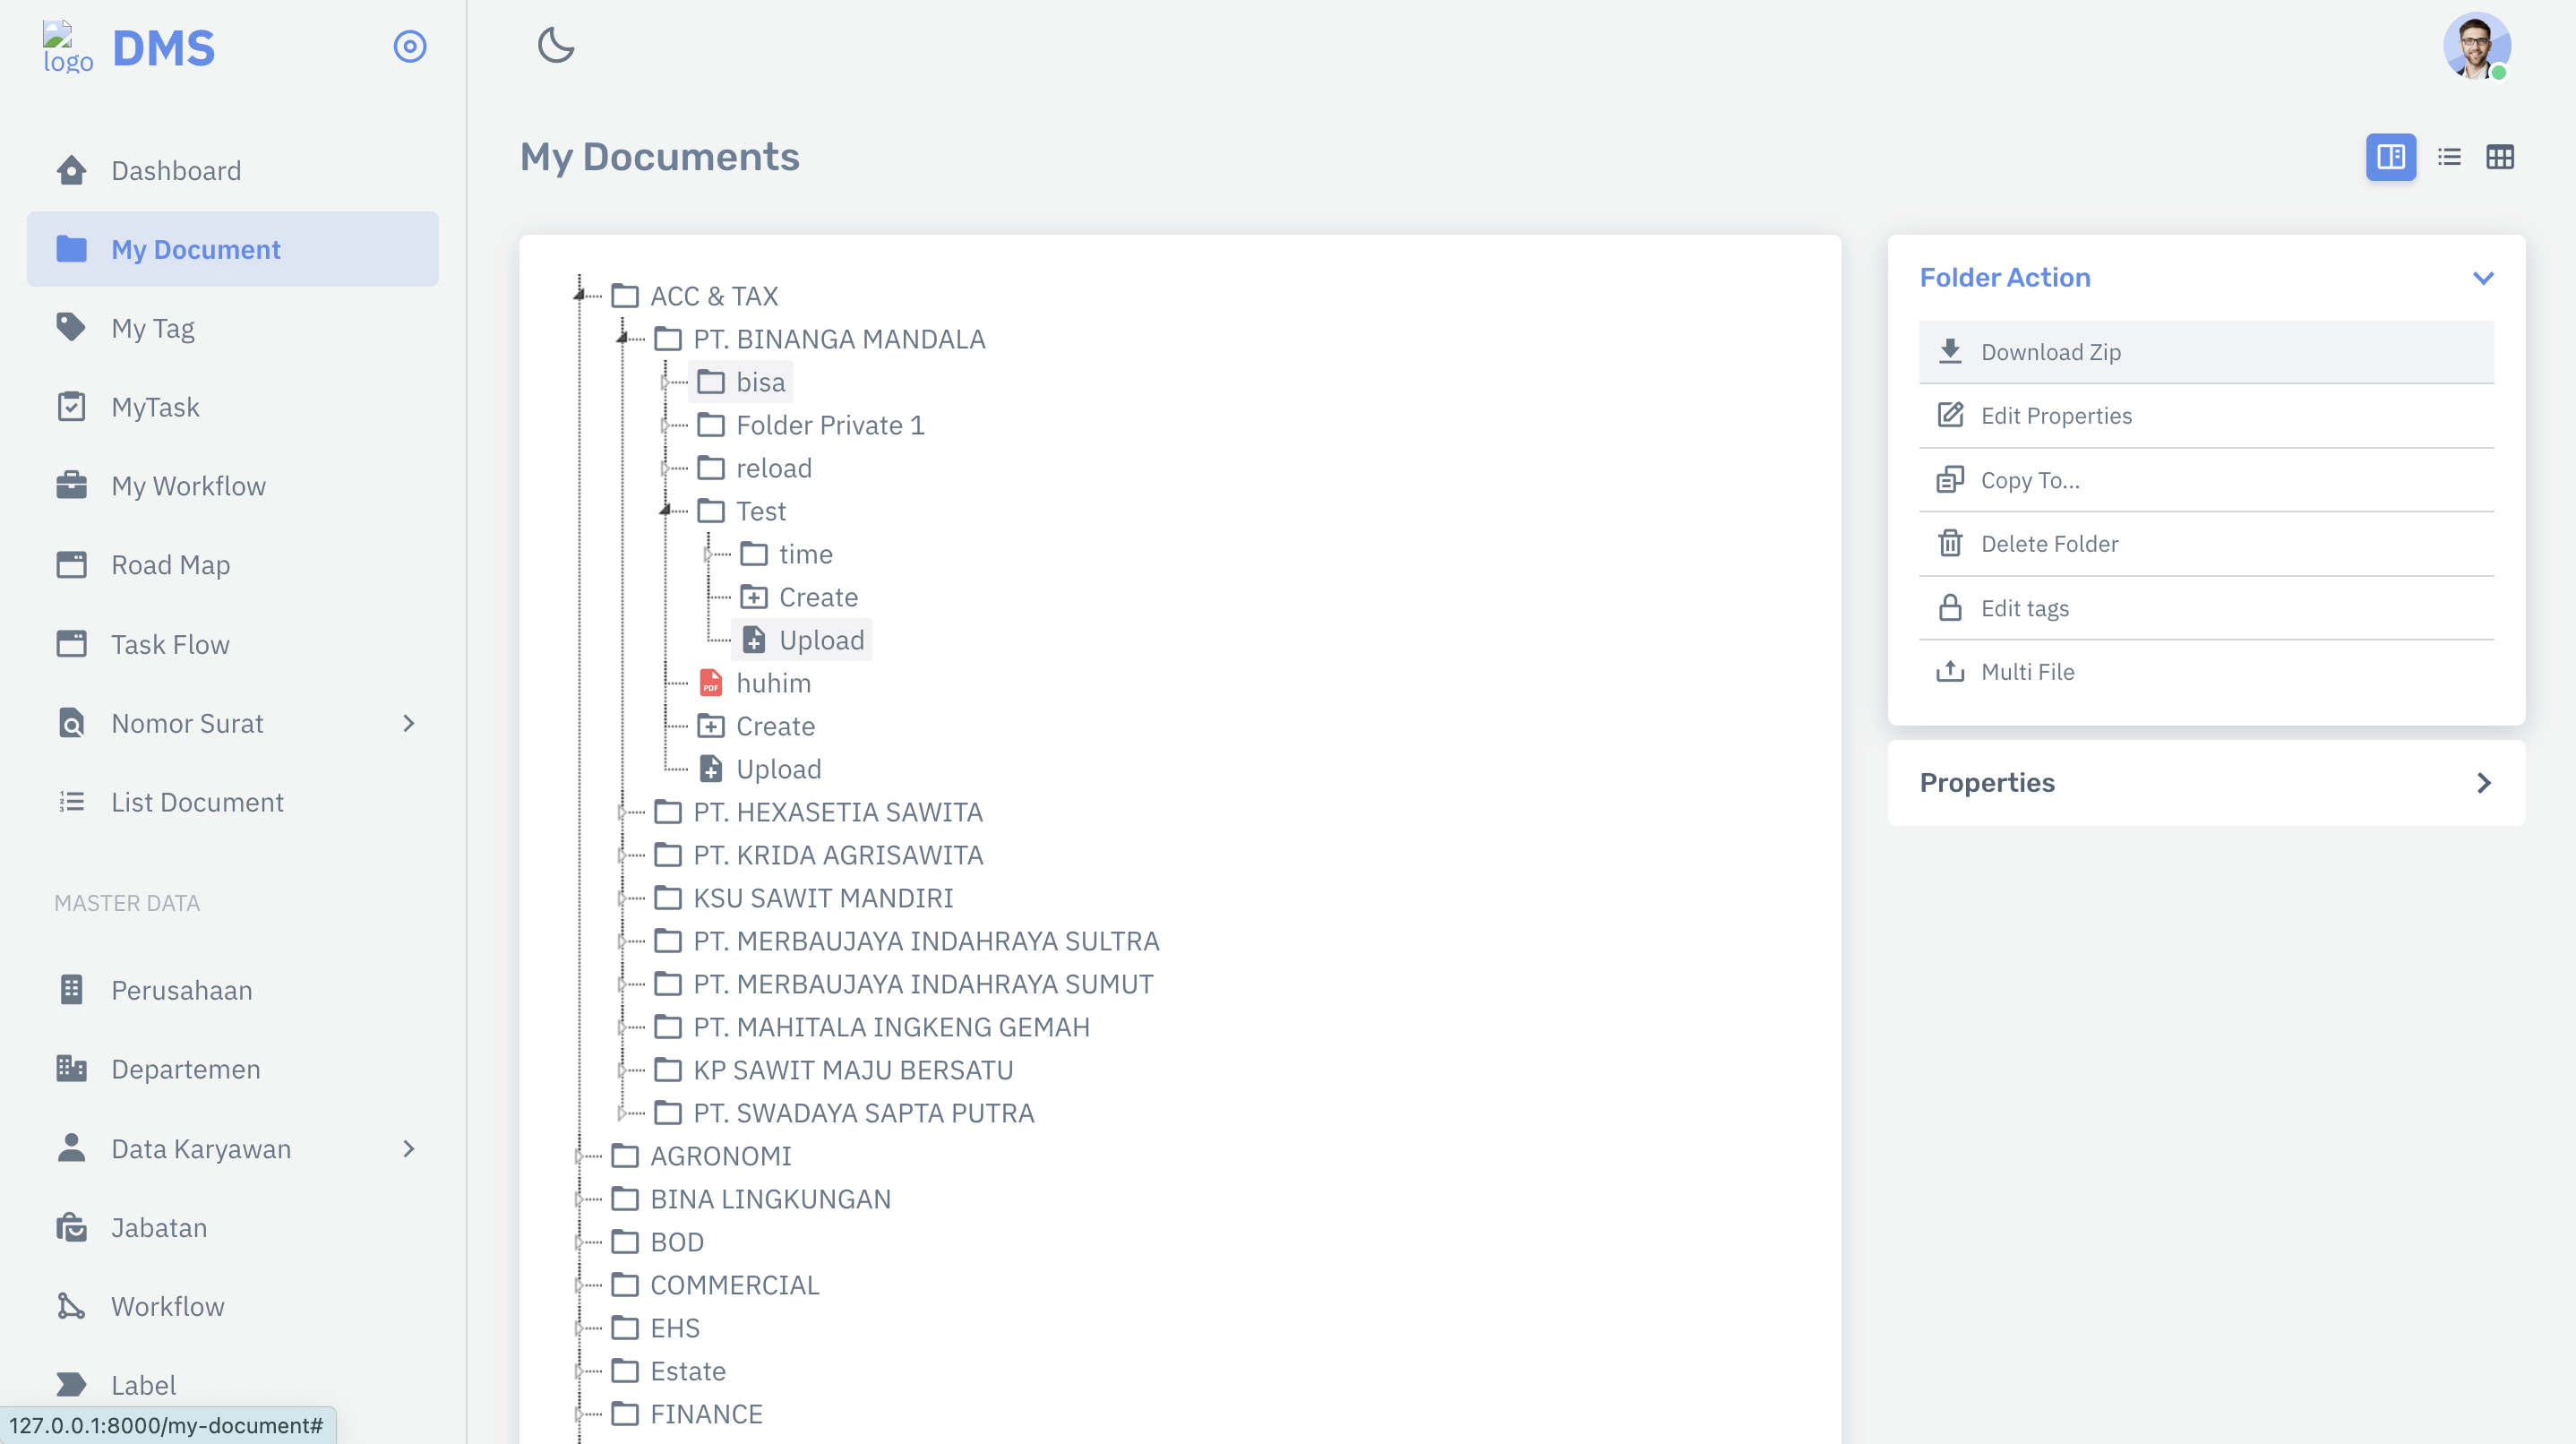 logo DMS
Dashboard
My Document
My Tag
MyTask
My Workflow
Road Map
Task Flow
Nomor Surat
List Document
MASTER DATA
Perusahaan
Departemen
Data Karyawan
Jabatan
Workflow
Label
127.0.0.1:8000/my-document#
My Documents
ACC & TAX
PT. BINANGA MANDALA
bisa
Folder Private 1
reload
Test
time
Create
Upload
PDF huhim
Create
Upload
PT. HEXASETIA SAWITA
PT. KRIDA AGRISAWITA
KSU SAWIT MANDIRI
PT. MERBAUJAYA INDAHRAYA SULTRA
PT. MERBAUJAYA INDAHRAYA SUMUT
PT. MAHITALA INGKENG GEMAH
KP SAWIT MAJU BERSATU
PT. SWADAYA SAPTA PUTRA
AGRONOMI
BINA LINGKUNGAN
BOD
COMMERCIAL
EHS
Estate
FINANCE
Folder Action
Download Zip
Edit Properties
Copy To...
Delete Folder
Edit tags
Multi File
Properties